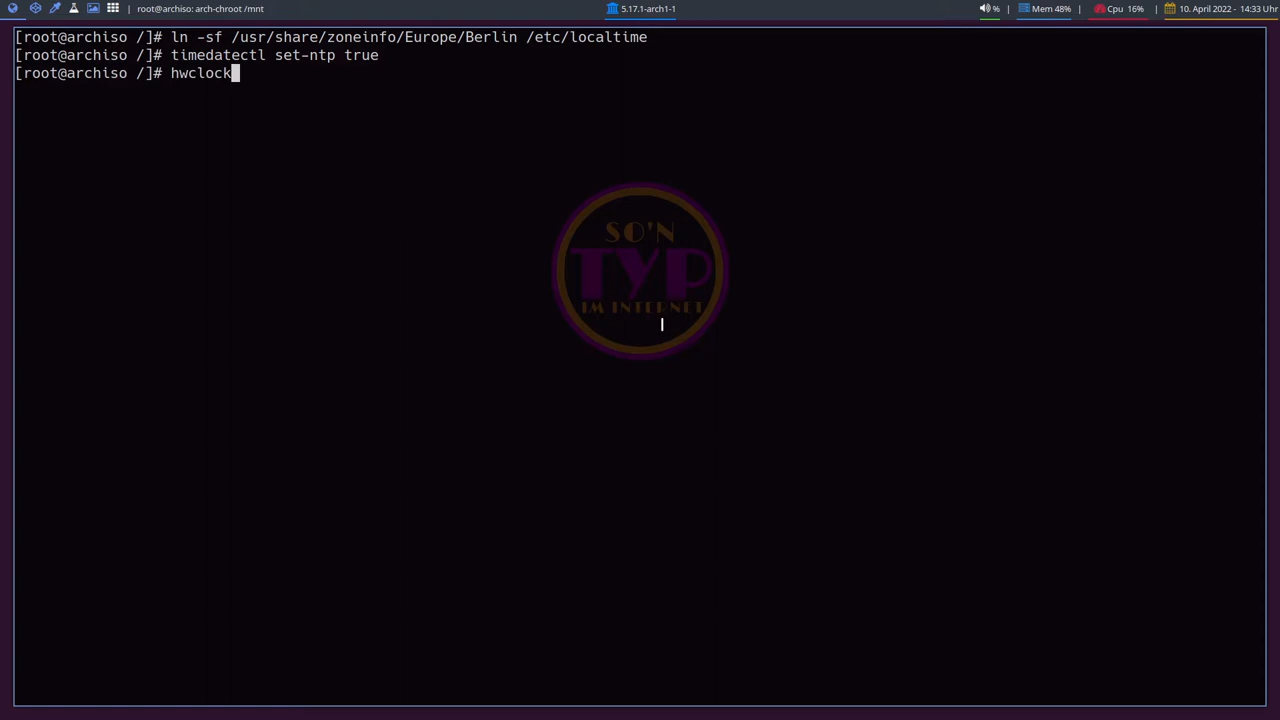 root@archiso: arch-chroot /mnt
5.17.1-arch1-1
% | Mem 48% | Cpu 16% | 10. April 2022 - 14:33 Uhr
[root@archiso /]# ln -sf /usr/share/zoneinfo/Europe/Berlin /etc/localtime
[root@archiso /]# timedatectl set-ntp true
[root@archiso /]# hwclock
SO'N
TYP
IM INTERNET